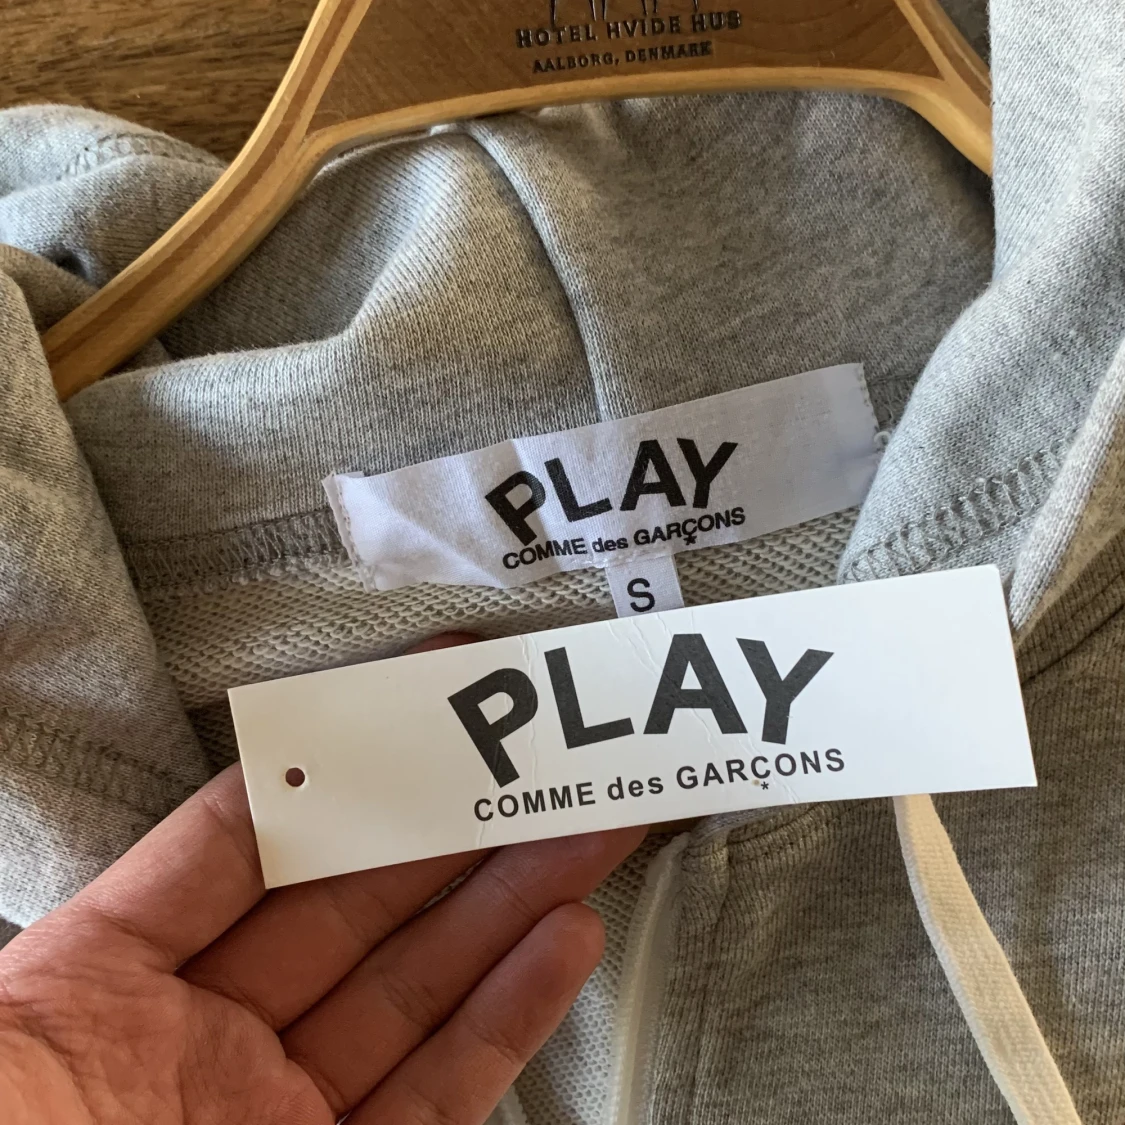 HOTEL HVIDE HUS
AALBORG, DENMARK
PLAY
COMME des GARÇONS
*
S
PLAY
COMME des GARÇONS
*